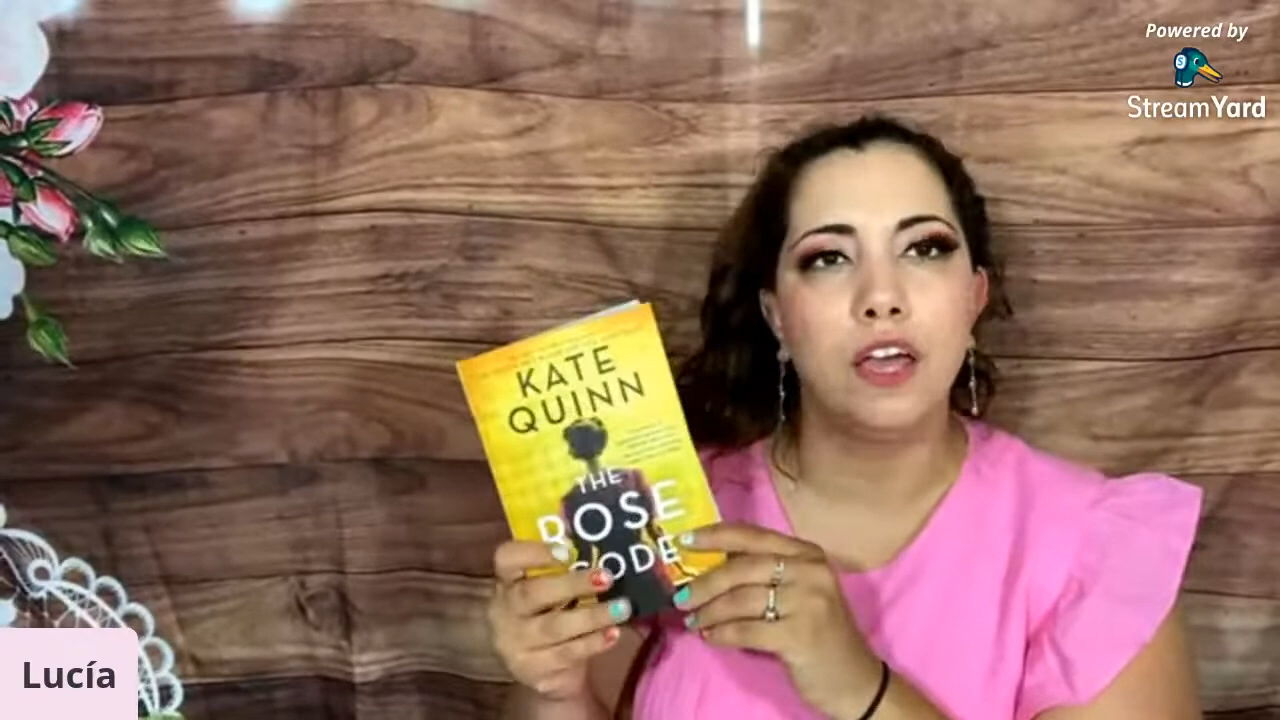 Powered by
StreamYard
KATE
QUINN
THE
ROSE
CODE
Lucía